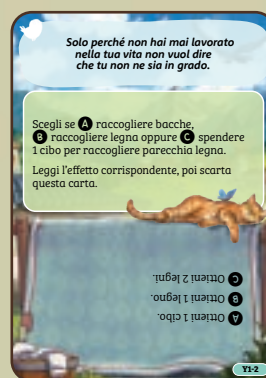 Solo perché non hai mai lavorato
nella tua vita non vuol dire
che tu non ne sia in grado.
Scegli se A raccogliere bacche,
B raccogliere legna oppure C spendere
1 cibo per raccogliere parecchia legna.
Leggi l'effetto corrispondente, poi scarta
questa carta.
A Ottieni 1 cibo.
B Ottieni 1 legno.
C Ottieni 2 legni.
Y1-2